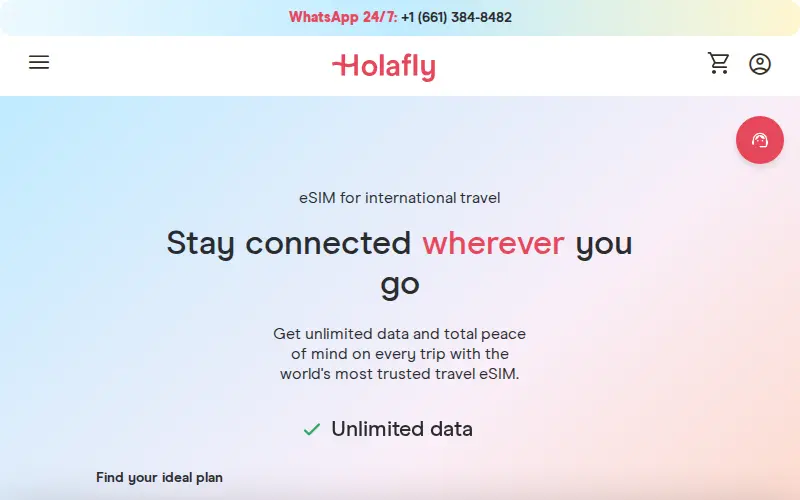 WhatsApp 24/7: +1 (661) 384-8482
Holafly
eSIM for international travel
Stay connected wherever you
go
Get unlimited data and total peace
of mind on every trip with the
world's most trusted travel eSIM.
Unlimited data
Find your ideal plan